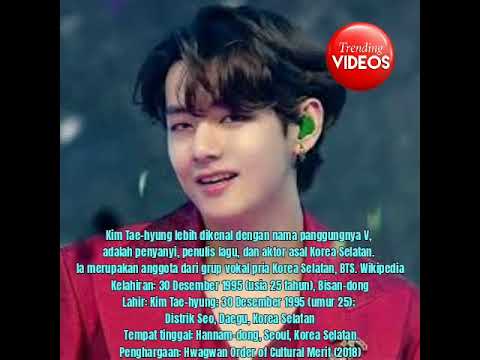 Trending
VIDEOS
Kim Tae-hyung lebih dikenal dengan nama panggungnya V,
adalah penyanyi, penulis lagu, dan aktor asal Korea Selatan.
Ia merupakan anggota dari grup vokal pria Korea Selatan, BTS. Wikipedia
Kelahiran: 30 Desember 1995 (usia 25 tahun), Bisan-dong
Lahir: Kim Tae-hyung; 30 Desember 1995 (umur 25);
Distrik Seo, Daegu, Korea Selatan
Tempat tinggal: Hannam-dong, Seoul, Korea Selatan
Penghargaan: Hwagwan Order of Cultural Merit (2018)